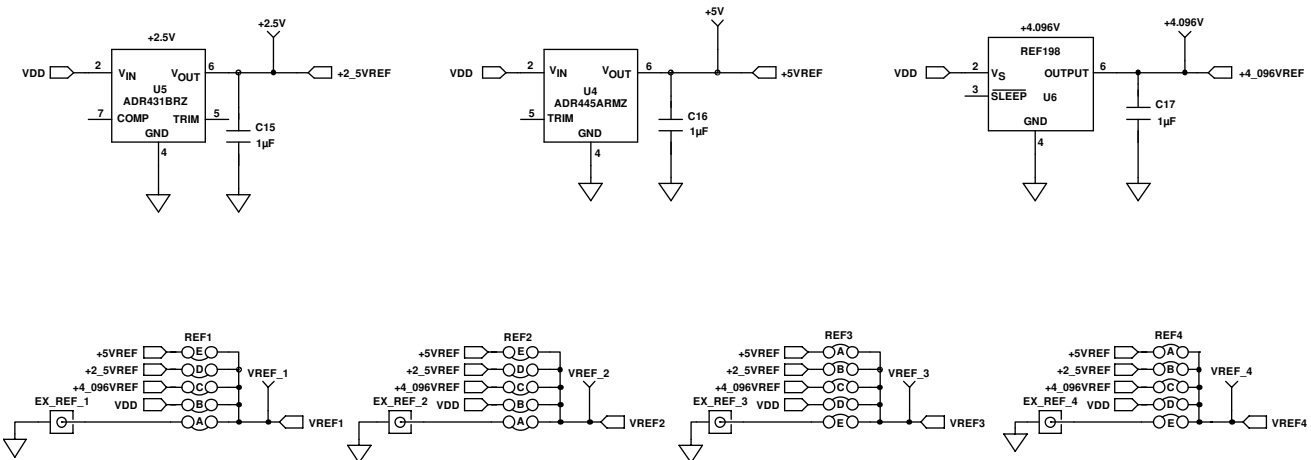 +2.5V
+2.5V
VDD
2
VIN
VOUT
6
+2_5VREF
U5
ADR431BRZ
7
COMP
TRIM
5
GND
4
C15
1µF
+5V
VDD
2
VIN
VOUT
6
+5VREF
U4
ADR445ARMZ
5
TRIM
GND
4
C16
1µF
+4.096V
+4.096V
REF198
VDD
2
VS
OUTPUT
6
+4_096VREF
3
SLEEP
U6
GND
4
C17
1µF
REF1
+5VREF
E
+2_5VREF
D
VREF_1
+4_096VREF
C
EX_REF_1
VDD
B
A
VREF1
REF2
+5VREF
E
+2_5VREF
D
VREF_2
+4_096VREF
C
EX_REF_2
VDD
B
A
VREF2
REF3
+5VREF
A
+2_5VREF
B
VREF_3
+4_096VREF
C
EX_REF_3
VDD
D
E
VREF3
REF4
+5VREF
A
+2_5VREF
B
VREF_4
+4_096VREF
C
EX_REF_4
VDD
D
E
VREF4